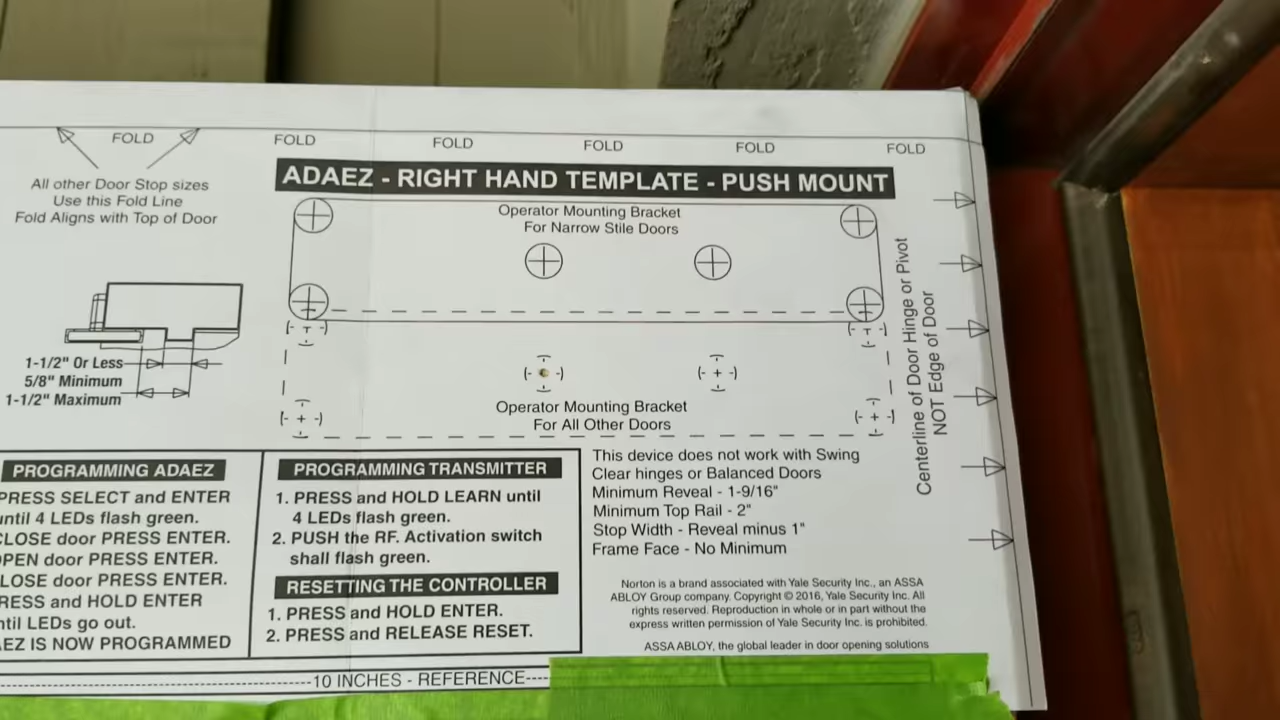 FOLD FOLD FOLD FOLD FOLD FOLD
All other Door Stop sizes
Use this Fold Line
Fold Aligns with Top of Door
ADAEZ - RIGHT HAND TEMPLATE - PUSH MOUNT
Operator Mounting Bracket
For Narrow Stile Doors
Centerline of Door Hinge or Pivot
NOT Edge of Door
1-1/2" Or Less
5/8" Minimum
1-1/2" Maximum
Operator Mounting Bracket
For All Other Doors
PROGRAMMING ADAEZ
PRESS SELECT and ENTER
until 4 LEDs flash green.
CLOSE door PRESS ENTER.
OPEN door PRESS ENTER.
CLOSE door PRESS ENTER.
PRESS and HOLD ENTER
until LEDs go out.
ADAEZ IS NOW PROGRAMMED
PROGRAMMING TRANSMITTER
1. PRESS and HOLD LEARN until
4 LEDs flash green.
2. PUSH the RF. Activation switch
shall flash green.
RESETTING THE CONTROLLER
1. PRESS and HOLD ENTER.
2. PRESS and RELEASE RESET.
This device does not work with Swing
Clear hinges or Balanced Doors
Minimum Reveal - 1-9/16"
Minimum Top Rail - 2"
Stop Width - Reveal minus 1"
Frame Face - No Minimum
Norton is a brand associated with Yale Security Inc., an ASSA
ABLOY Group company. Copyright © 2016, Yale Security Inc. All
rights reserved. Reproduction in whole or in part without the
express written permission of Yale Security Inc. is prohibited.
ASSA ABLOY, the global leader in door opening solutions
10 INCHES - REFERENCE